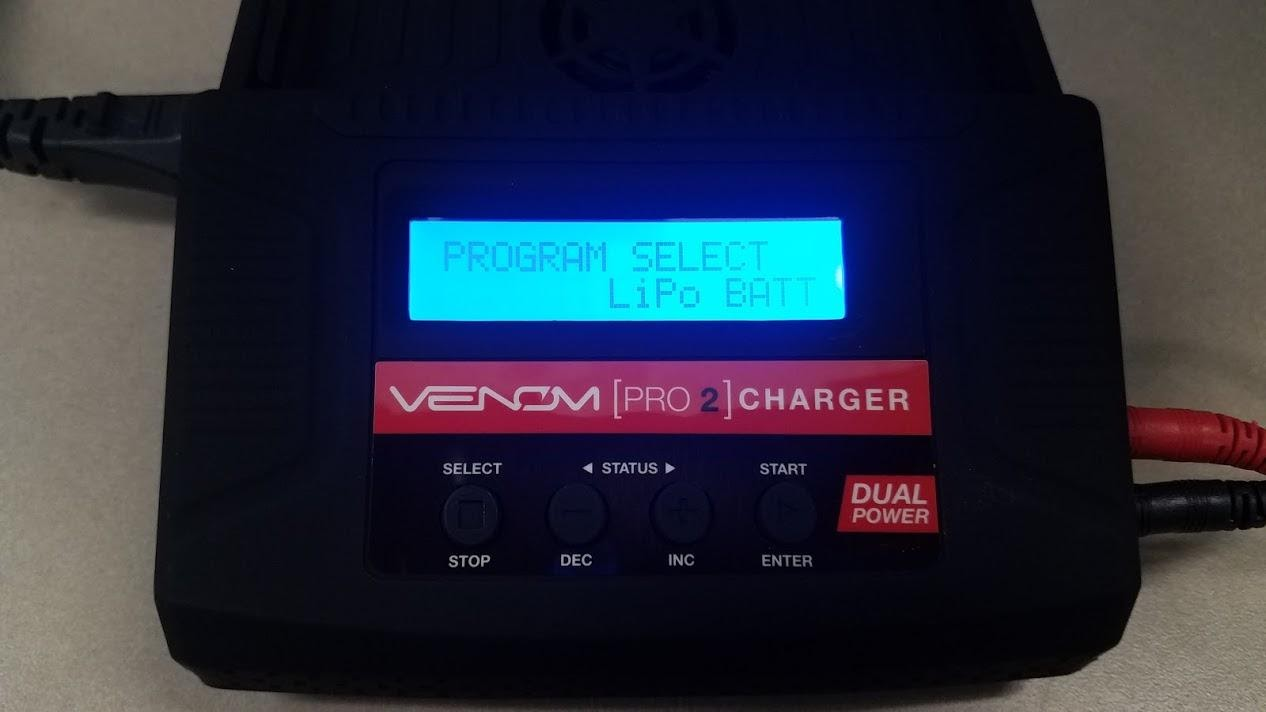 PROGRAM SELECT
LiPo BATT
VENOM [PRO 2] CHARGER
SELECT ◄ STATUS ► START
STOP DEC INC ENTER
DUAL
POWER